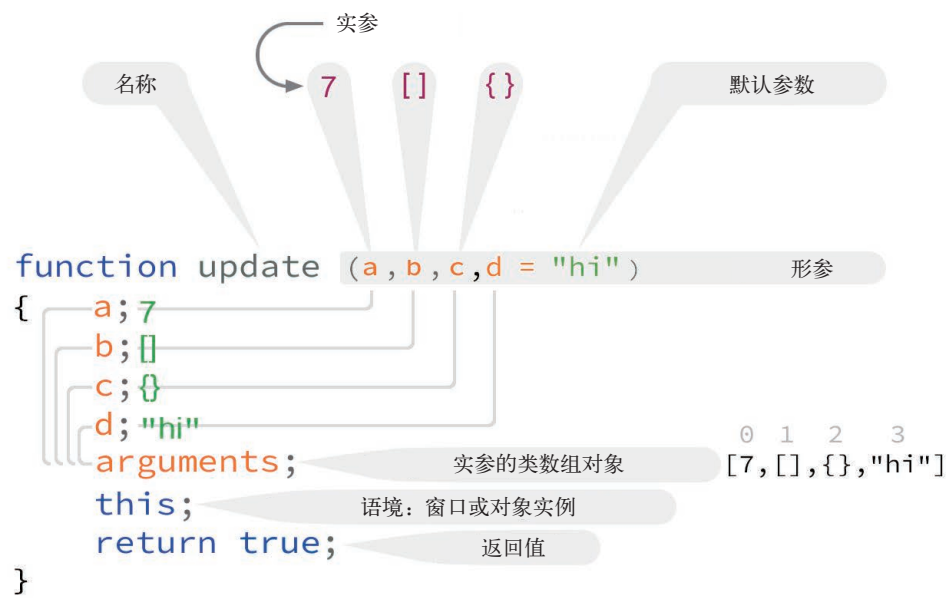 实参
名称 7 [] {} 默认参数
function update (a,b,c,d = "hi") 形参
{
a;7
b;[]
c;{}
d;"hi"
0 1 2 3
arguments; 实参的类数组对象 [7,[],{},"hi"]
this; 语境：窗口或对象实例
return true; 返回值
}